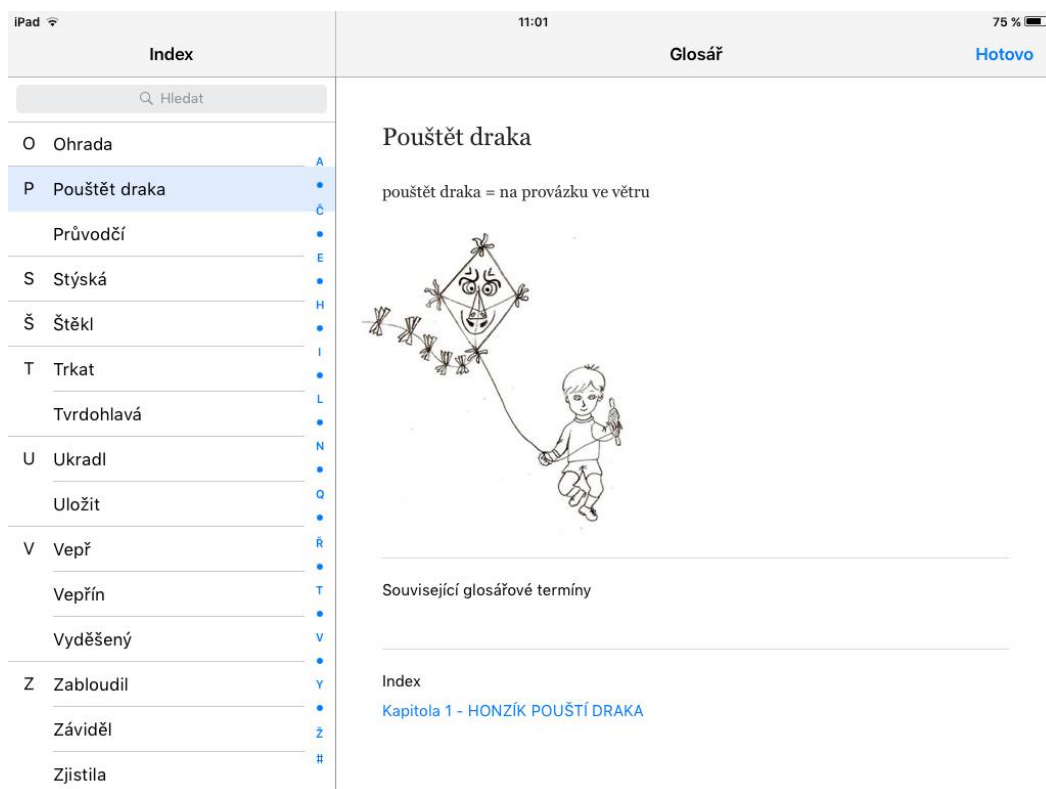 iPad 11:01 75 %
Index
Hledat
O Ohrada
P Pouštět draka
Průvodčí
S Stýská
Š Štěkl
T Trkat
Tvrdohlavá
U Ukradl
Uložit
V Vepř
Vepřín
Vyděšený
Z Zabloudil
Záviděl
Zjistila
A
Č
E
H
I
L
N
Q
Ř
T
V
Y
Ž
#
Glosář Hotovo
Pouštět draka
pouštět draka = na provázku ve větru
Související glosářové termíny
Index
Kapitola 1 - HONZÍK POUŠTÍ DRAKA